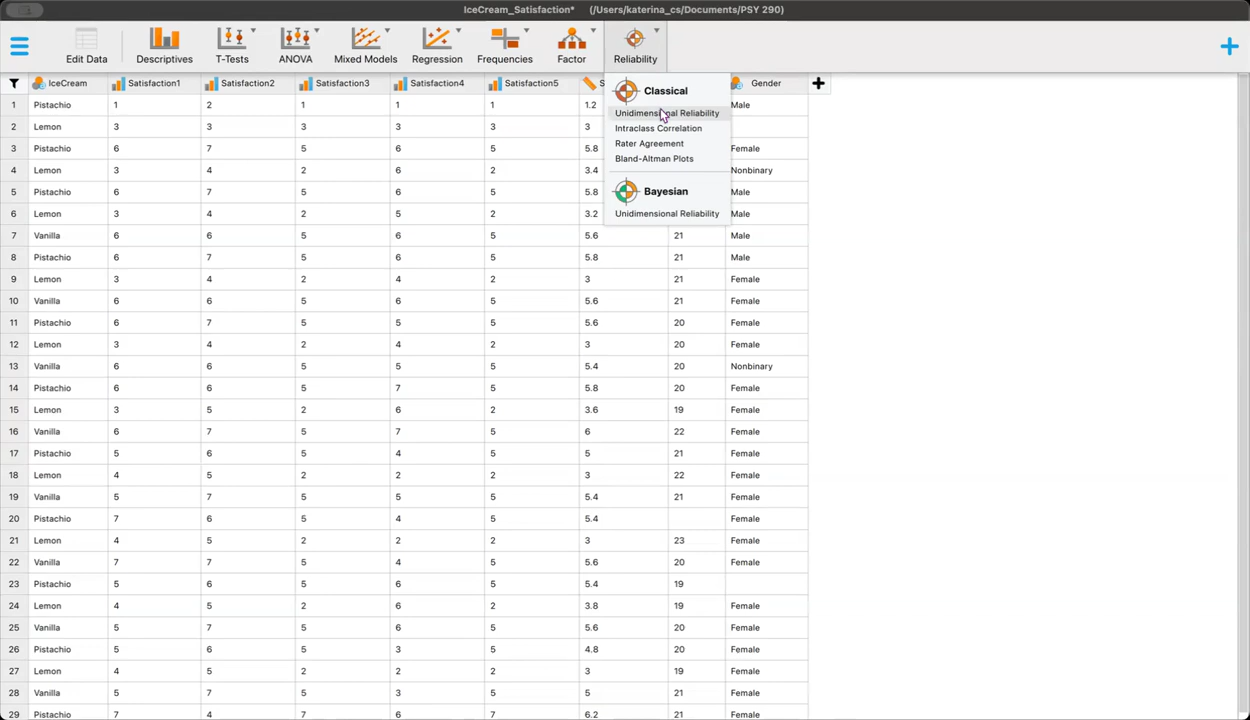 IceCream_Satisfaction* (/Users/katerina_cs/Documents/PSY 290)
Edit Data Descriptives T-Tests ANOVA Mixed Models Regression Frequencies Factor Reliability
IceCream Satisfaction1 Satisfaction2 Satisfaction3 Satisfaction4 Satisfaction5 S Gender
Classical
Unidimensional Reliability
Intraclass Correlation
Rater Agreement
Bland-Altman Plots
Bayesian
Unidimensional Reliability
1 Pistachio 1 2 1 1 1 1.2 Male
2 Lemon 3 3 3 3 3 3
3 Pistachio 6 7 5 6 5 5.8 Female
4 Lemon 3 4 2 6 2 3.4 Nonbinary
5 Pistachio 6 7 5 6 5 5.8 Male
6 Lemon 3 4 2 5 2 3.2 Male
7 Vanilla 6 6 5 6 5 5.6 21 Male
8 Pistachio 6 7 5 6 5 5.8 21 Male
9 Lemon 3 4 2 4 2 3 21 Female
10 Vanilla 6 6 5 6 5 5.6 21 Female
11 Pistachio 6 7 5 5 5 5.6 20 Female
12 Lemon 3 4 2 4 2 3 20 Female
13 Vanilla 6 6 5 5 5 5.4 20 Nonbinary
14 Pistachio 6 6 5 7 5 5.8 20 Female
15 Lemon 3 5 2 6 2 3.6 19 Female
16 Vanilla 6 7 5 7 5 6 22 Female
17 Pistachio 5 6 5 4 5 5 21 Female
18 Lemon 4 5 2 2 2 3 22 Female
19 Vanilla 5 7 5 5 5 5.4 21 Female
20 Pistachio 7 6 5 4 5 5.4 Female
21 Lemon 4 5 2 2 2 3 23 Female
22 Vanilla 7 7 5 4 5 5.6 20 Female
23 Pistachio 5 6 5 6 5 5.4 19
24 Lemon 4 5 2 6 2 3.8 19 Female
25 Vanilla 5 7 5 6 5 5.6 20 Female
26 Pistachio 5 6 5 3 5 4.8 20 Female
27 Lemon 4 5 2 2 2 3 19 Female
28 Vanilla 5 7 5 3 5 5 21 Female
29 Pistachio 7 4 7 6 7 6.2 21 Female